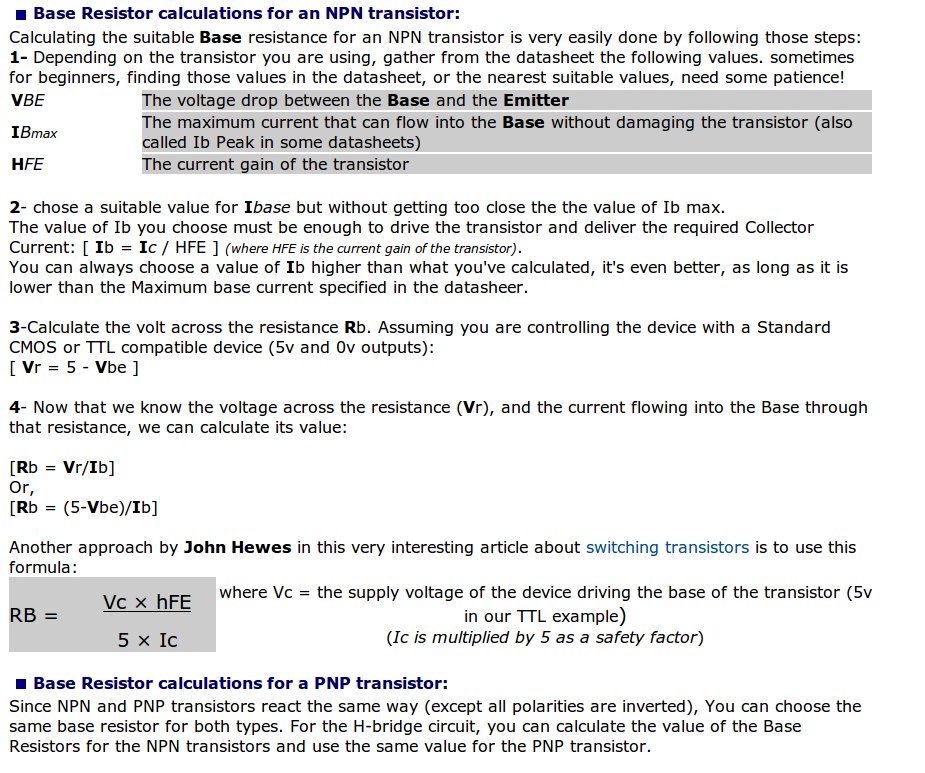 ■ Base Resistor calculations for an NPN transistor:
Calculating the suitable Base resistance for an NPN transistor is very easily done by following those steps:
1- Depending on the transistor you are using, gather from the datasheet the following values. sometimes
for beginners, finding those values in the datasheet, or the nearest suitable values, need some patience!
VBE The voltage drop between the Base and the Emitter
IBmax The maximum current that can flow into the Base without damaging the transistor (also
called Ib Peak in some datasheets)
HFE The current gain of the transistor
2- chose a suitable value for Ibase but without getting too close the the value of Ib max.
The value of Ib you choose must be enough to drive the transistor and deliver the required Collector
Current: [ Ib = Ic / HFE ] (where HFE is the current gain of the transistor).
You can always choose a value of Ib higher than what you've calculated, it's even better, as long as it is
lower than the Maximum base current specified in the datasheer.
3-Calculate the volt across the resistance Rb. Assuming you are controlling the device with a Standard
CMOS or TTL compatible device (5v and 0v outputs):
[ Vr = 5 - Vbe ]
4- Now that we know the voltage across the resistance (Vr), and the current flowing into the Base through
that resistance, we can calculate its value:
[Rb = Vr/Ib]
Or,
[Rb = (5-Vbe)/Ib]
Another approach by John Hewes in this very interesting article about switching transistors is to use this
formula:
RB = Vc × hFE
5 × Ic
where Vc = the supply voltage of the device driving the base of the transistor (5v
in our TTL example)
(Ic is multiplied by 5 as a safety factor)
■ Base Resistor calculations for a PNP transistor:
Since NPN and PNP transistors react the same way (except all polarities are inverted), You can choose the
same base resistor for both types. For the H-bridge circuit, you can calculate the value of the Base
Resistors for the NPN transistors and use the same value for the PNP transistor.